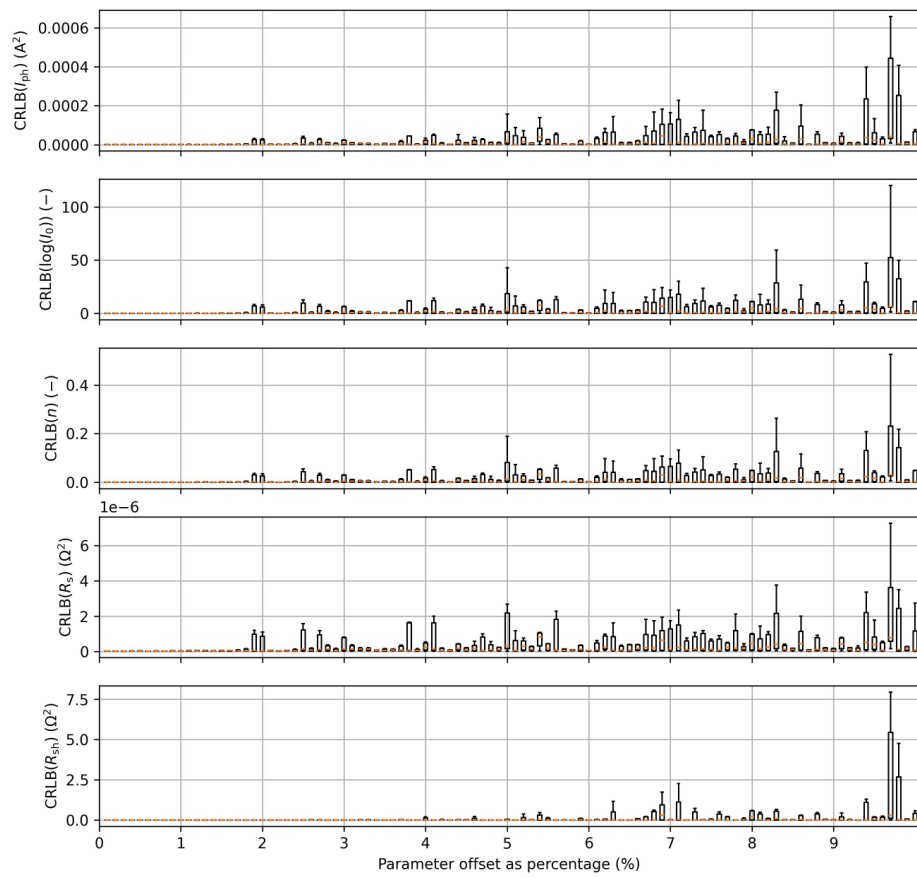 CRLB(I_ph) (A²)
0.0006
0.0004
0.0002
0.0000
CRLB(log(I_0)) (−)
100
50
0
CRLB(n) (−)
0.4
0.2
0.0
1e−6
CRLB(R_s) (Ω²)
6
4
2
0
CRLB(R_sh) (Ω²)
7.5
5.0
2.5
0.0
0 1 2 3 4 5 6 7 8 9
Parameter offset as percentage (%)